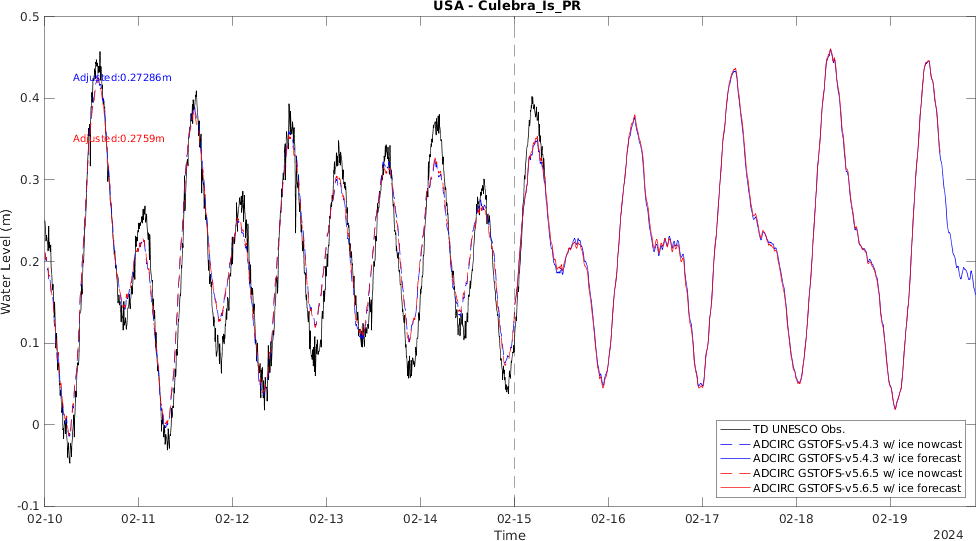 USA - Culebra_Is_PR
0.5
0.4
0.3
0.2
0.1
0
-0.1
Water Level (m)
Adjusted:0.27286m
Adjusted:0.2759m
TD UNESCO Obs.
ADCIRC GSTOFS-v5.4.3 w/ ice nowcast
ADCIRC GSTOFS-v5.4.3 w/ ice forecast
ADCIRC GSTOFS-v5.6.5 w/ ice nowcast
ADCIRC GSTOFS-v5.6.5 w/ ice forecast
02-10 02-11 02-12 02-13 02-14 02-15 02-16 02-17 02-18 02-19
Time
2024